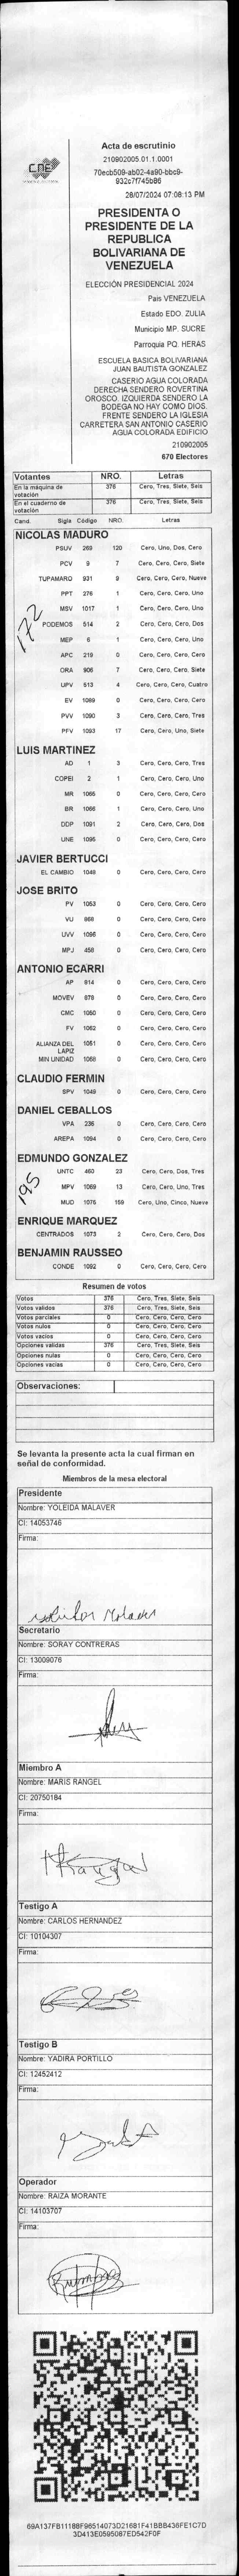 CNE
Acta de escrutinio
210902005.01.1.0001
70ecb509-ab02-4a90-bbc9-
932c7f745b86
28/07/2024 07:08:13 PM
PRESIDENTA O
PRESIDENTE DE LA
REPUBLICA
BOLIVARIANA DE
VENEZUELA
ELECCIÓN PRESIDENCIAL 2024
Pais VENEZUELA
Estado EDO. ZULIA
Municipio MP. SUCRE
Parroquia PQ. HERAS
ESCUELA BASICA BOLIVARIANA
JUAN BAUTISTA GONZALEZ
CASERIO AGUA COLORADA
DERECHA SENDERO ROVERTINA
OROSCO. IZQUIERDA SENDERO LA
BODEGA NO HAY COMO DIOS.
FRENTE SENDERO LA IGLESIA
CARRETERA SAN ANTONIO CASERIO
AGUA COLORADA EDIFICIO
210902005
670 Electores
Votantes NRO. Letras
En la máquina de votación 376 Cero, Tres, Siete, Seis
En el cuaderno de votación 376 Cero, Tres, Siete, Seis
Cand. Sigla Código NRO. Letras
NICOLAS MADURO
PSUV 269 120 Cero, Uno, Dos, Cero
PCV 9 7 Cero, Cero, Cero, Siete
TUPAMARO 931 9 Cero, Cero, Cero, Nueve
PPT 276 1 Cero, Cero, Cero, Uno
MSV 1017 1 Cero, Cero, Cero, Uno
172
PODEMOS 514 2 Cero, Cero, Cero, Dos
MEP 6 1 Cero, Cero, Cero, Uno
APC 219 0 Cero, Cero, Cero, Cero
ORA 906 7 Cero, Cero, Cero, Siete
UPV 513 4 Cero, Cero, Cero, Cuatro
EV 1089 0 Cero, Cero, Cero, Cero
PVV 1090 3 Cero, Cero, Cero, Tres
PFV 1093 17 Cero, Cero, Uno, Siete
LUIS MARTINEZ
AD 1 3 Cero, Cero, Cero, Tres
COPEI 2 1 Cero, Cero, Cero, Uno
MR 1065 0 Cero, Cero, Cero, Cero
BR 1066 1 Cero, Cero, Cero, Uno
DDP 1091 2 Cero, Cero, Cero, Dos
UNE 1095 0 Cero, Cero, Cero, Cero
JAVIER BERTUCCI
EL CAMBIO 1048 0 Cero, Cero, Cero, Cero
JOSE BRITO
PV 1053 0 Cero, Cero, Cero, Cero
VU 868 0 Cero, Cero, Cero, Cero
UVV 1096 0 Cero, Cero, Cero, Cero
MPJ 458 0 Cero, Cero, Cero, Cero
ANTONIO ECARRI
AP 814 0 Cero, Cero, Cero, Cero
MOVEV 978 0 Cero, Cero, Cero, Cero
CMC 1050 0 Cero, Cero, Cero, Cero
FV 1052 0 Cero, Cero, Cero, Cero
ALIANZA DEL LAPIZ 1051 0 Cero, Cero, Cero, Cero
MIN UNIDAD 1068 0 Cero, Cero, Cero, Cero
CLAUDIO FERMIN
SPV 1049 0 Cero, Cero, Cero, Cero
DANIEL CEBALLOS
VPA 236 0 Cero, Cero, Cero, Cero
AREPA 1094 0 Cero, Cero, Cero, Cero
EDMUNDO GONZALEZ
UNTC 460 23 Cero, Cero, Dos, Tres
MPV 1069 13 Cero, Cero, Uno, Tres
MUD 1075 159 Cero, Uno, Cinco, Nueve
195
ENRIQUE MARQUEZ
CENTRADOS 1073 2 Cero, Cero, Cero, Dos
BENJAMIN RAUSSEO
CONDE 1092 0 Cero, Cero, Cero, Cero
Resumen de votos
Votos 376 Cero, Tres, Siete, Seis
Votos validos 376 Cero, Tres, Siete, Seis
Votos parciales 0 Cero, Cero, Cero, Cero
Votos nulos 0 Cero, Cero, Cero, Cero
Votos vacios 0 Cero, Cero, Cero, Cero
Opciones validas 376 Cero, Tres, Siete, Seis
Opciones nulas 0 Cero, Cero, Cero, Cero
Opciones vacias 0 Cero, Cero, Cero, Cero
Observaciones:
Se levanta la presente acta la cual firman en
señal de conformidad.
Miembros de la mesa electoral
Presidente
Nombre: YOLEIDA MALAVER
CI: 14053746
Firma:
Secretario
Nombre: SORAY CONTRERAS
CI: 13009076
Firma:
Miembro A
Nombre: MARIS RANGEL
CI: 20750184
Firma:
Testigo A
Nombre: CARLOS HERNANDEZ
CI: 10104307
Firma:
Testigo B
Nombre: YADIRA PORTILLO
CI: 12452412
Firma:
Operador
Nombre: RAIZA MORANTE
CI: 14103707
Firma:
69A137FB11188F96514073D21681F41BBB436FE1C7D
3D413E0595087ED542F0F